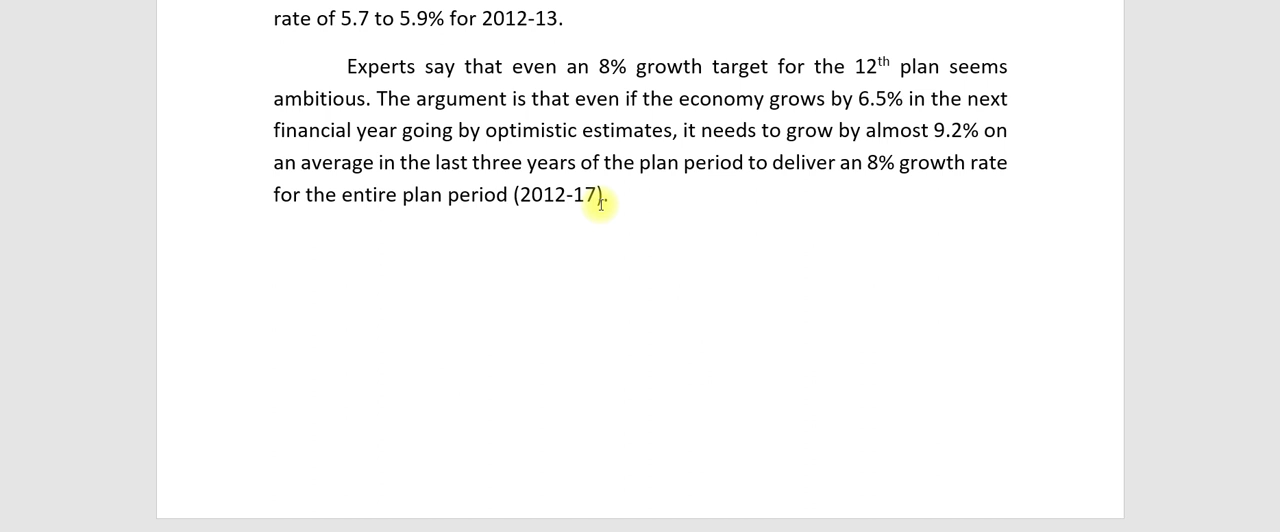 rate of 5.7 to 5.9% for 2012-13.
Experts say that even an 8% growth target for the 12th plan seems
ambitious. The argument is that even if the economy grows by 6.5% in the next
financial year going by optimistic estimates, it needs to grow by almost 9.2% on
an average in the last three years of the plan period to deliver an 8% growth rate
for the entire plan period (2012-17).